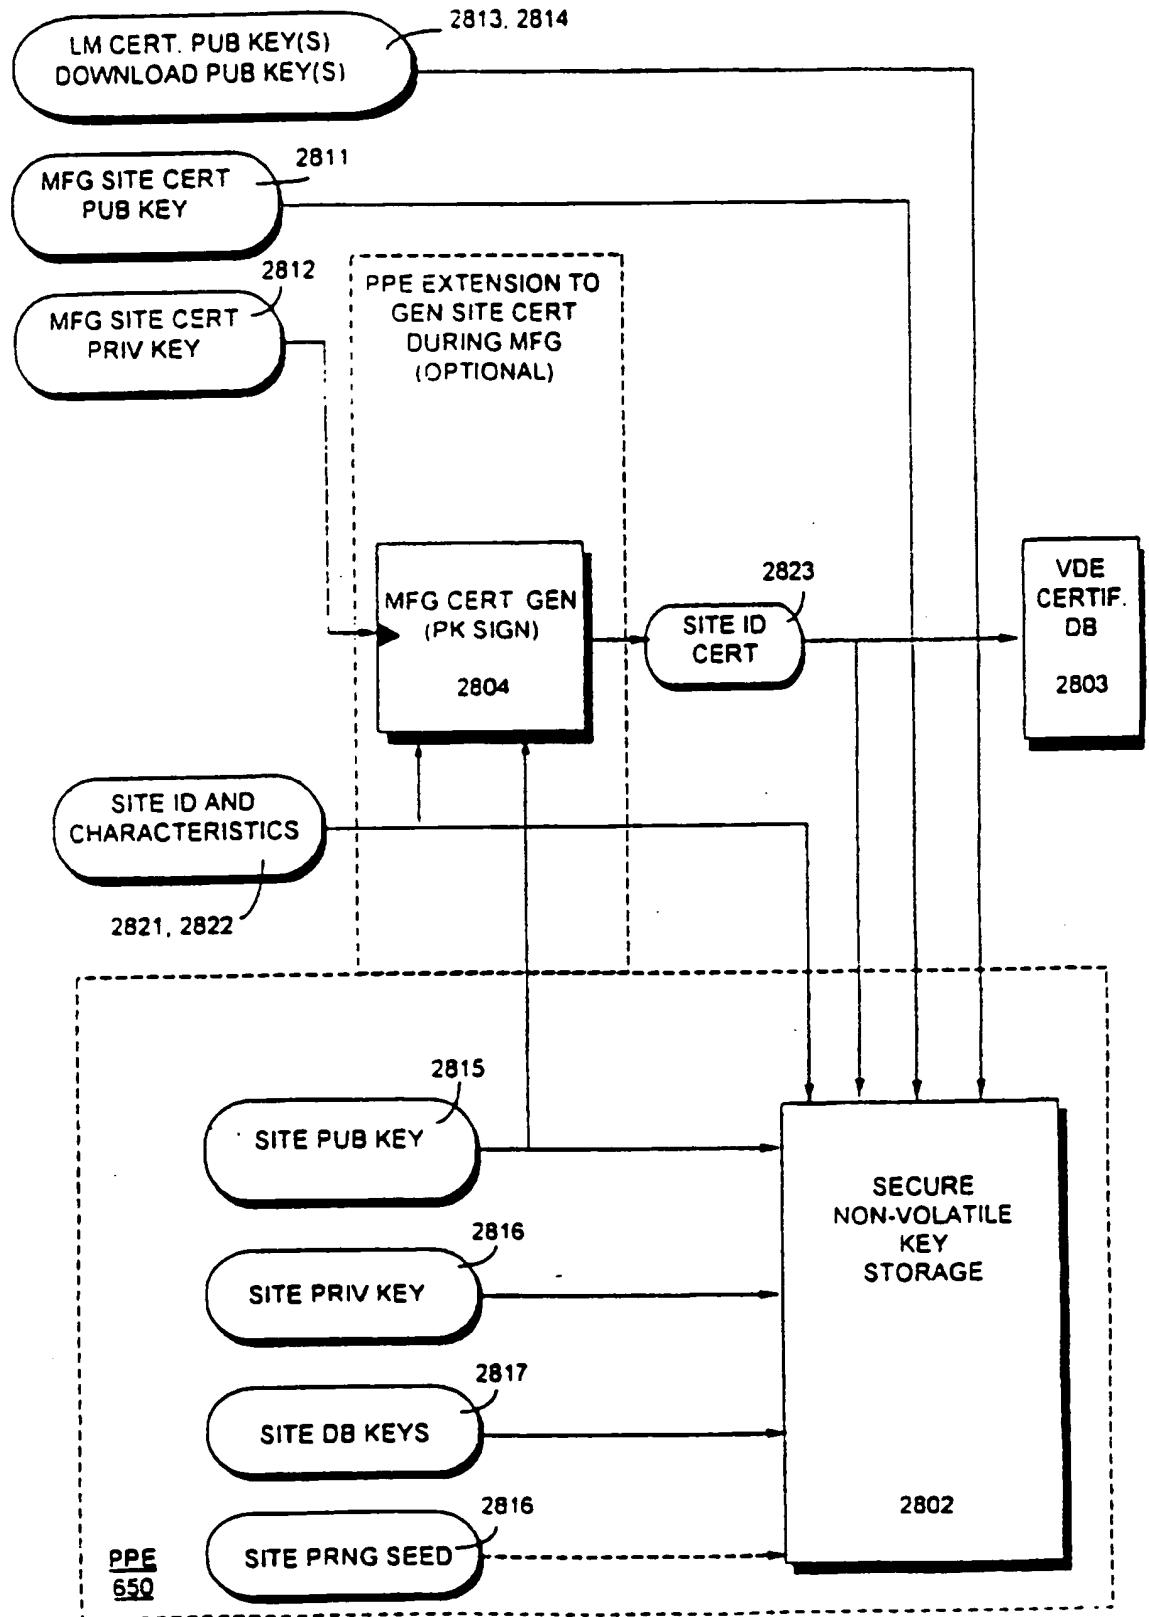 2813, 2814
LM CERT. PUB KEY(S)
DOWNLOAD PUB KEY(S)
2811
MFG SITE CERT
PUB KEY
2812
MFG SITE CERT
PRIV KEY
PPE EXTENSION TO
GEN SITE CERT
DURING MFG
(OPTIONAL)
MFG CERT GEN
(PK SIGN)
2804
2823
SITE ID
CERT
VDE
CERTIF.
DB
2803
SITE ID AND
CHARACTERISTICS
2821, 2822
2815
SITE PUB KEY
2816
SITE PRIV KEY
2817
SITE DB KEYS
2816
SITE PRNG SEED
SECURE
NON-VOLATILE
KEY
STORAGE
2802
PPE
650